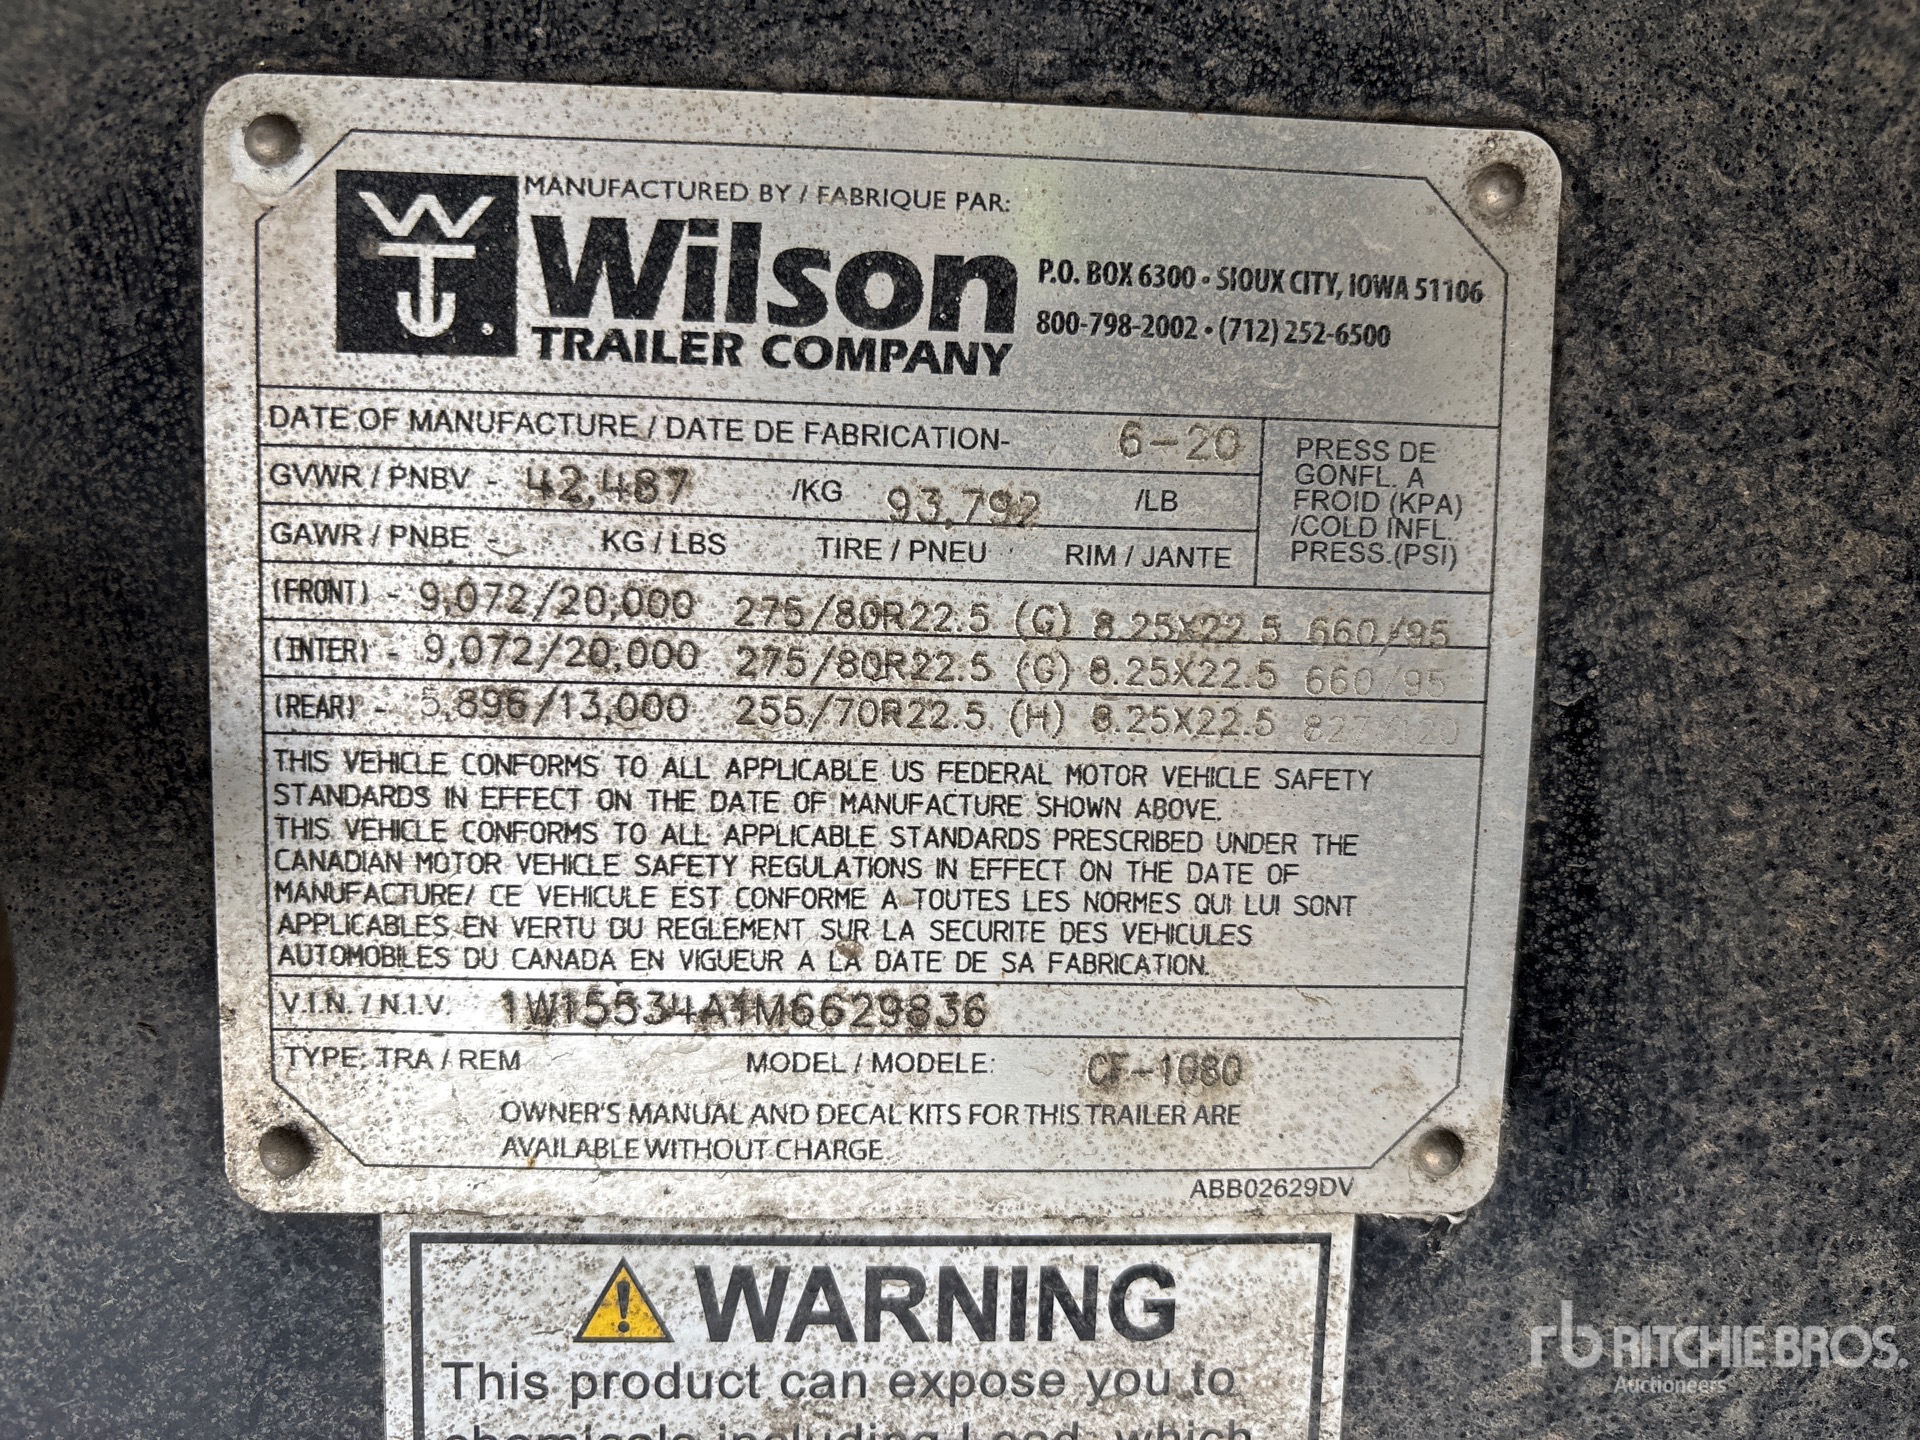 MANUFACTURED BY / FABRIQUE PAR:
WT
Wilson
TRAILER COMPANY
P.O. BOX 6300 • SIOUX CITY, IOWA 51106
800-798-2002 • (712) 252-6500
DATE OF MANUFACTURE / DATE DE FABRICATION- 6-20
GVWR / PNBV - 42,487 /KG 93,792 /LB
PRESS DE
GONFL. A
FROID (KPA)
/COLD INFL.
PRESS.(PSI)
GAWR / PNBE - KG / LBS TIRE / PNEU RIM / JANTE
(FRONT) - 9,072/20,000 275/80R22.5 (G) 8.25X22.5 660/95
(INTER) - 9,072/20,000 275/80R22.5 (G) 8.25X22.5 660/95
(REAR) - 5,896/13,000 255/70R22.5 (H) 8.25X22.5 827/120
THIS VEHICLE CONFORMS TO ALL APPLICABLE US FEDERAL MOTOR VEHICLE SAFETY
STANDARDS IN EFFECT ON THE DATE OF MANUFACTURE SHOWN ABOVE.
THIS VEHICLE CONFORMS TO ALL APPLICABLE STANDARDS PRESCRIBED UNDER THE
CANADIAN MOTOR VEHICLE SAFETY REGULATIONS IN EFFECT ON THE DATE OF
MANUFACTURE/ CE VEHICULE EST CONFORME A TOUTES LES NORMES QUI LUI SONT
APPLICABLES EN VERTU DU REGLEMENT SUR LA SECURITE DES VEHICULES
AUTOMOBILES DU CANADA EN VIGUEUR A LA DATE DE SA FABRICATION.
V.I.N. / N.I.V. 1W15534A1M6629836
TYPE: TRA / REM MODEL / MODELE: CF-1080
OWNER'S MANUAL AND DECAL KITS FOR THIS TRAILER ARE
AVAILABLE WITHOUT CHARGE
ABB02629DV
WARNING
This product can expose you to
chemicals including Lead, which
rb RITCHIE BROS.
Auctioneers